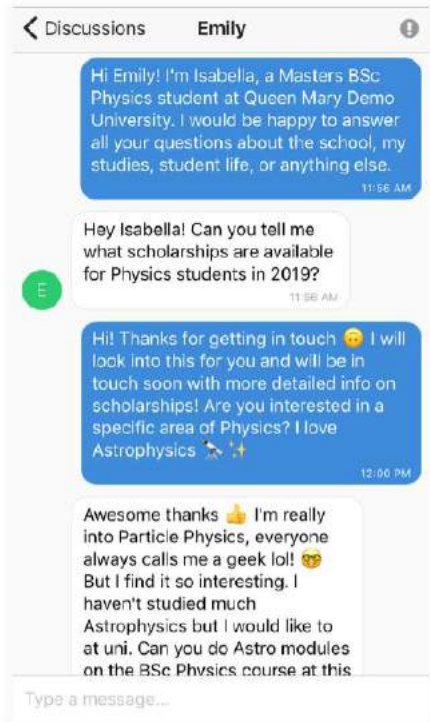 Discussions Emily
Hi Emily! I'm Isabella, a Masters BSc
Physics student at Queen Mary Demo
University. I would be happy to answer
all your questions about the school, my
studies, student life, or anything else.
11:56 AM
Hey Isabella! Can you tell me
what scholarships are available
for Physics students in 2019?
E
11:56 AM
Hi! Thanks for getting in touch 🙃 I will
look into this for you and will be in
touch soon with more detailed info on
scholarships! Are you interested in a
specific area of Physics? I love
Astrophysics 🔭 ✨
12:00 PM
Awesome thanks 👍 I'm really
into Particle Physics, everyone
always calls me a geek lol! 🤓
But I find it so interesting. I
haven't studied much
Astrophysics but I would like to
at uni. Can you do Astro modules
on the BSc Physics course at this
Type a message...